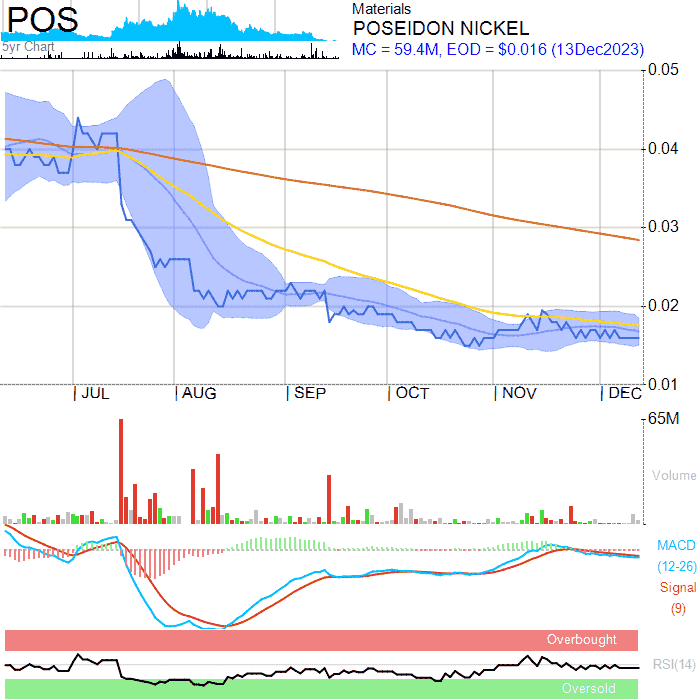 POS
5yr Chart
Materials
POSEIDON NICKEL
MC = 59.4M, EOD = $0.016 (13Dec2023)
0.05
0.04
0.03
0.02
0.01
JUL AUG SEP OCT NOV DEC
65M
Volume
MACD
(12-26)
Signal
(9)
Overbought
RSI(14)
Oversold